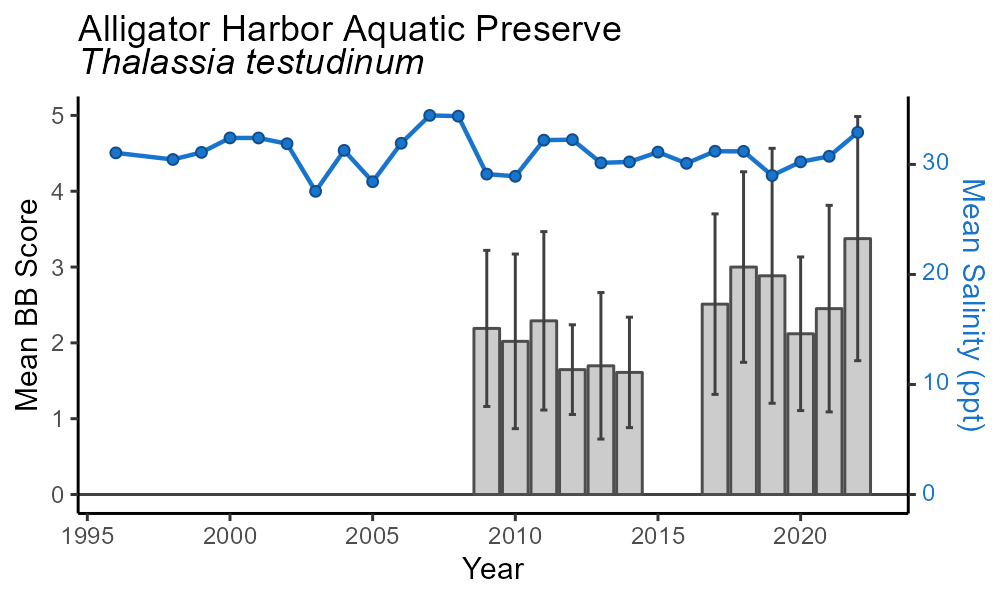 Alligator Harbor Aquatic Preserve
Thalassia testudinum
Mean BB Score
5
4
3
2
1
0
30
20
10
0
Mean Salinity (ppt)
1995 2000 2005 2010 2015 2020
Year